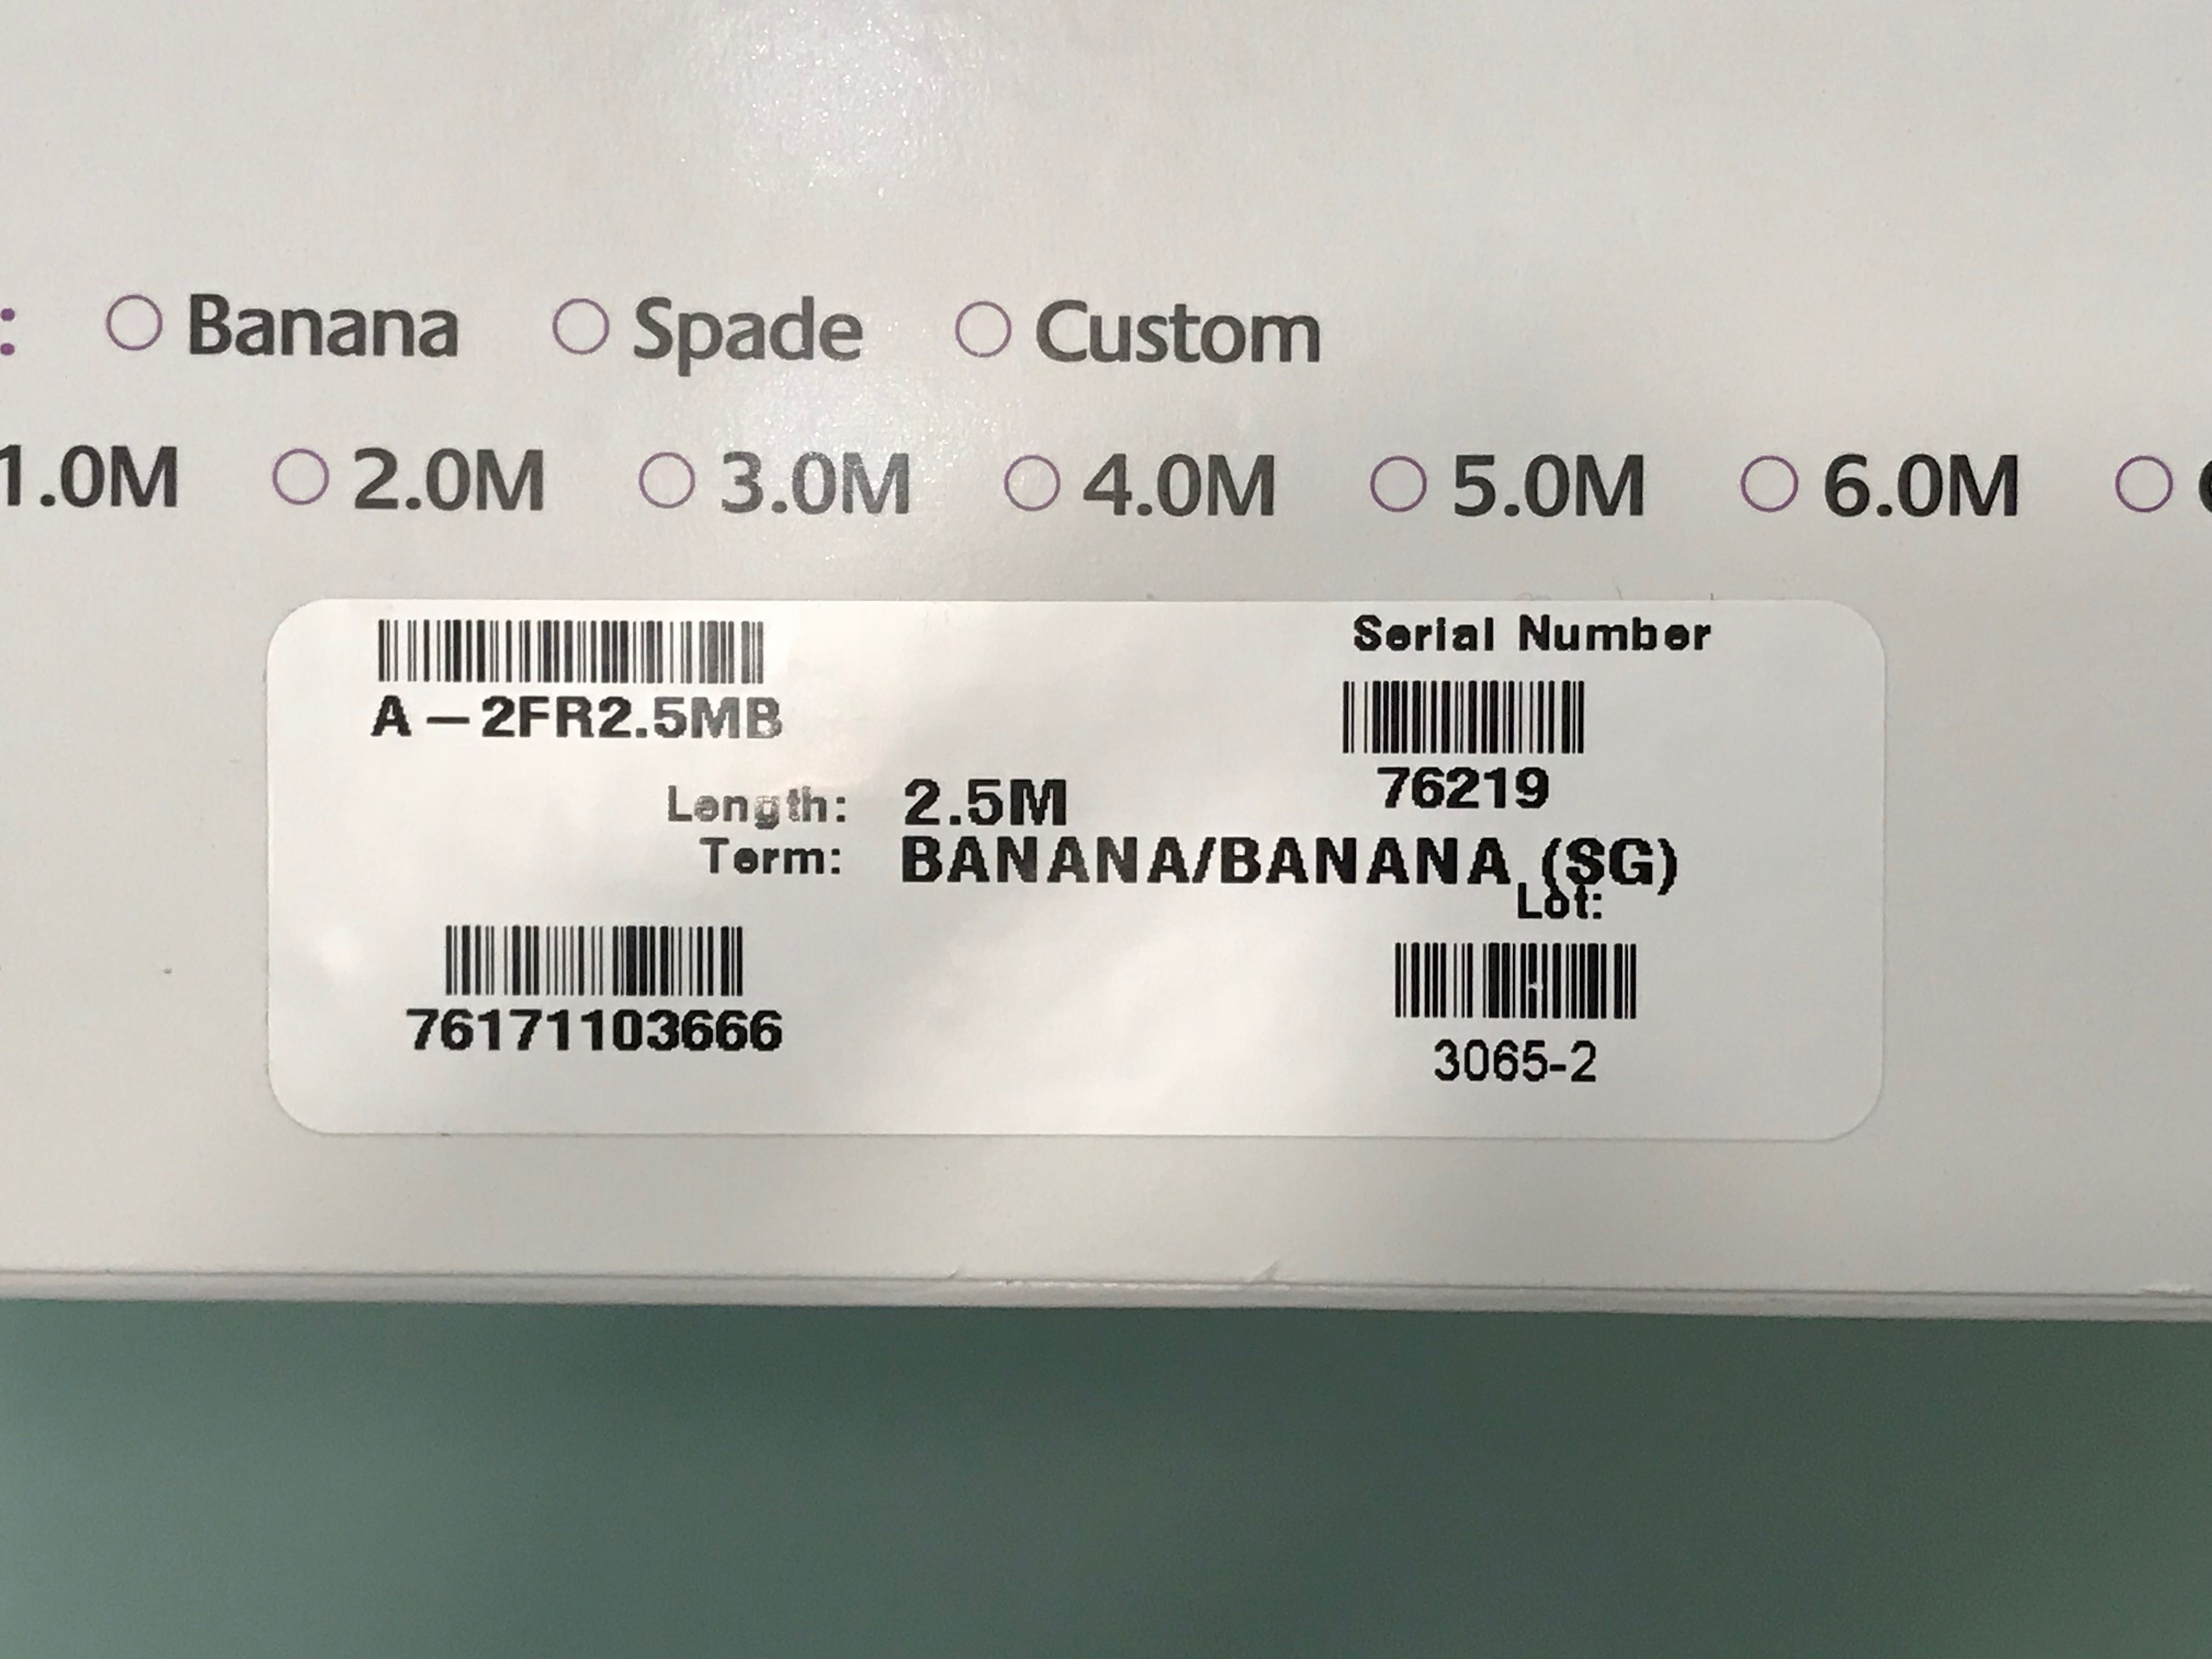 : Banana Spade Custom
1.0M 2.0M 3.0M 4.0M 5.0M 6.0M
A-2FR2.5MB
Serial Number
76219
Length: 2.5M
Term: BANANA/BANANA (SG)
Lot:
76171103666
3065-2